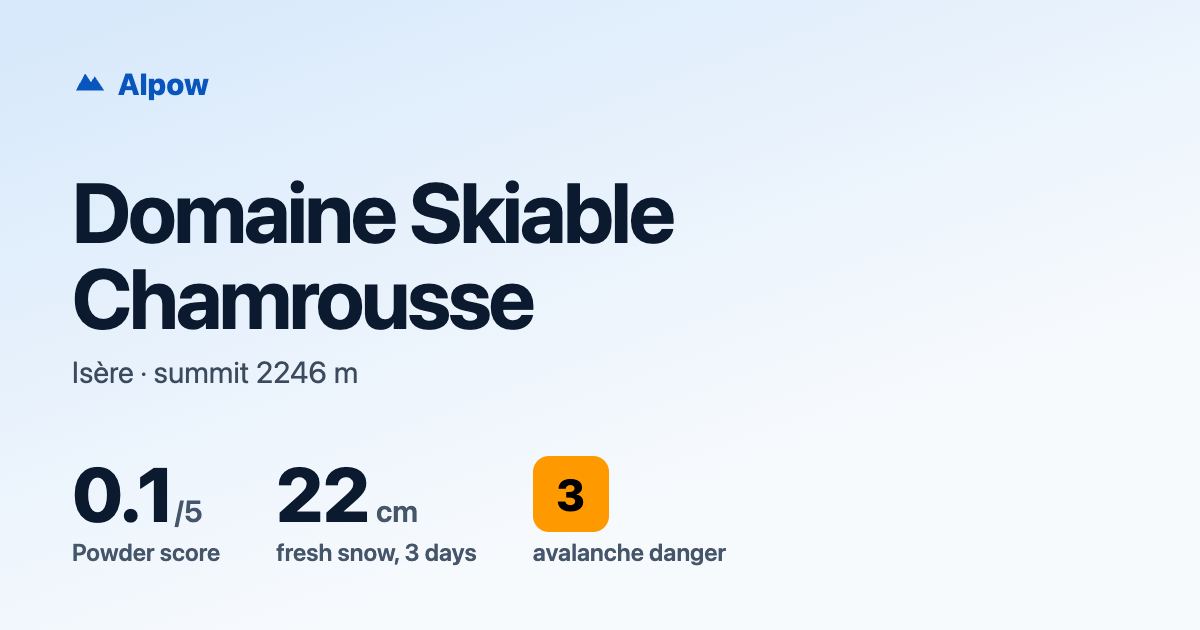 Alpow
Domaine Skiable
Chamrousse
Isère · summit 2246 m
0.1/5
22 cm
3
Powder score
fresh snow, 3 days
avalanche danger